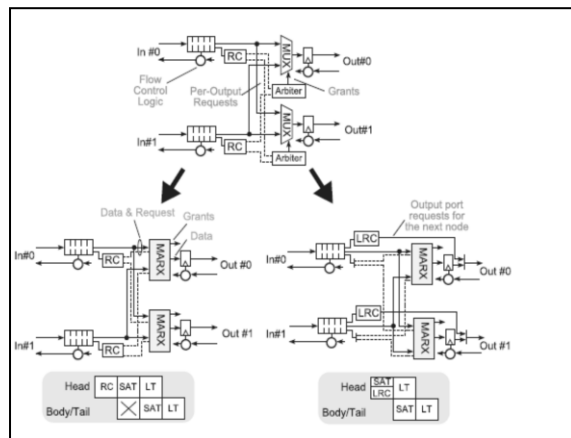 In #0
RC
MUX
Out#0
Flow
Control
Logic
Per-Output
Requests
Arbiter
Grants
MUX
In#1
RC
Out#1
Arbiter
Data & Request
Grants
Data
In#0
RC
MARX
Out #0
In#1
RC
MARX
Out #1
Head RC SAT LT
Body/Tail SAT LT
Output port
requests for
the next node
LRC
In#0
MARX
Out #0
LRC
In#1
MARX
Out #1
Head SAT LT
LRC
Body/Tail SAT LT